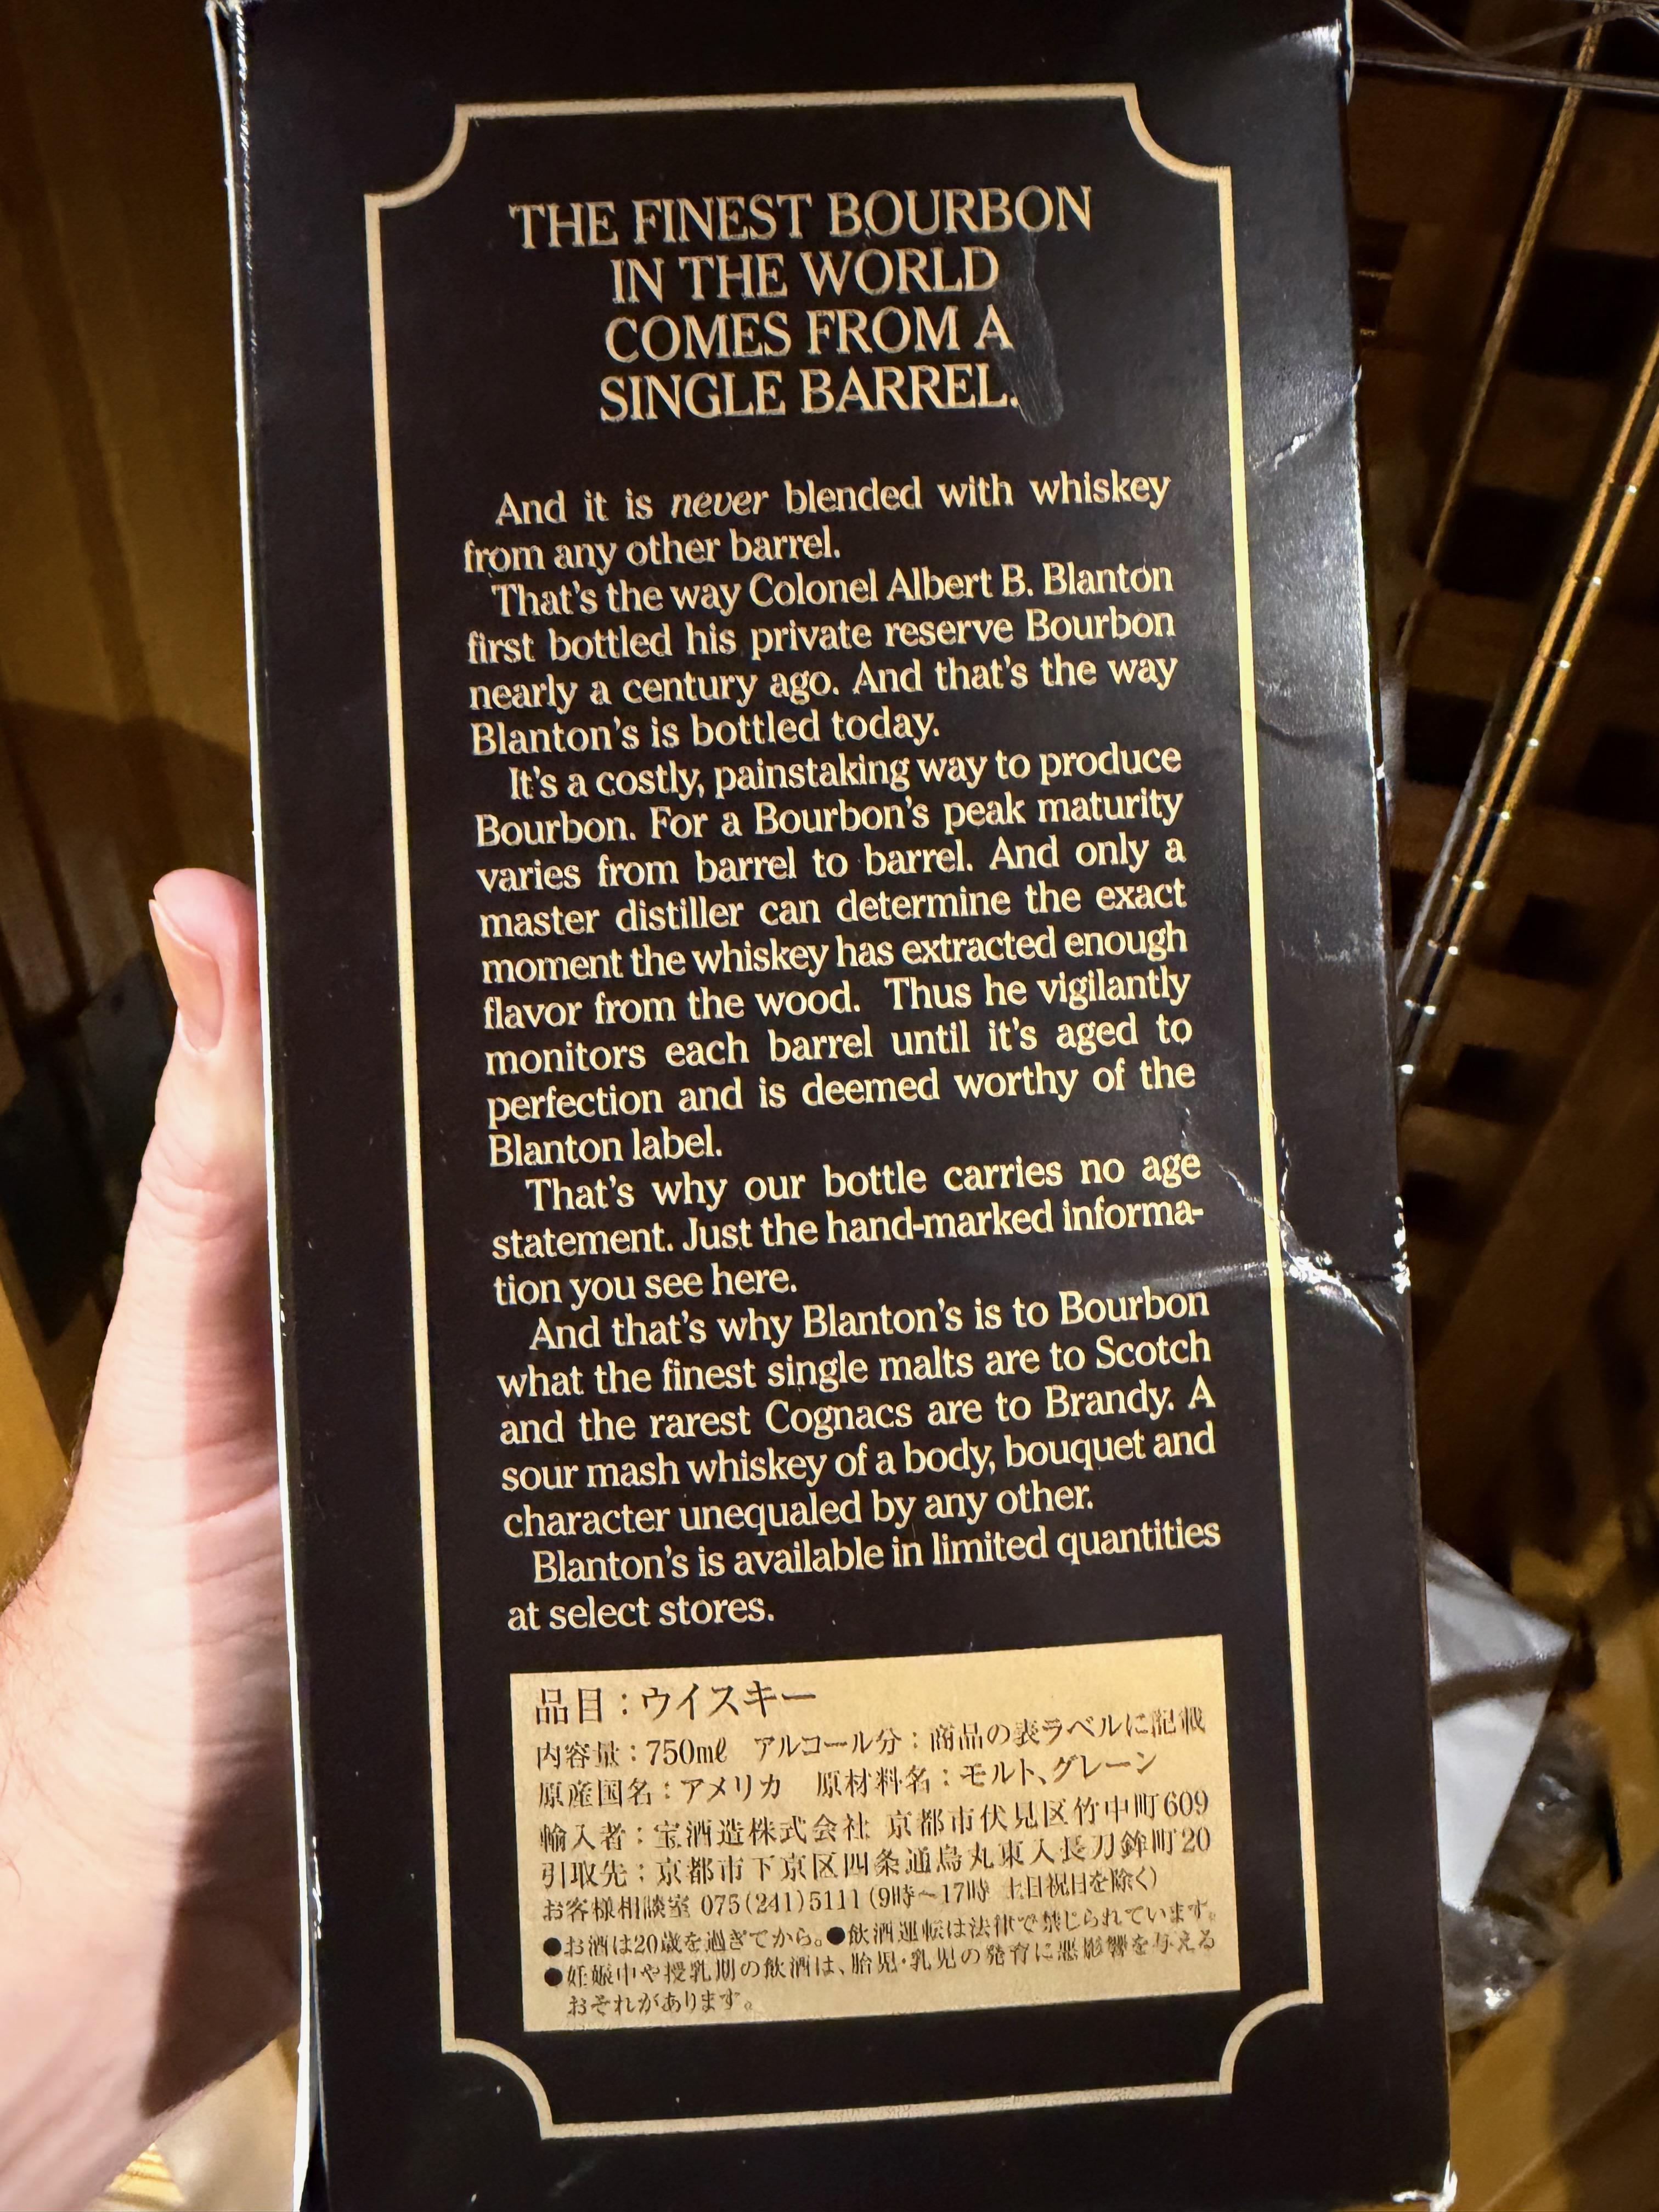 THE FINEST BOURBON
IN THE WORLD
COMES FROM A
SINGLE BARREL.
And it is never blended with whiskey
from any other barrel.
That's the way Colonel Albert B. Blanton
first bottled his private reserve Bourbon
nearly a century ago. And that's the way
Blanton's is bottled today.
It's a costly, painstaking way to produce
Bourbon. For a Bourbon's peak maturity
varies from barrel to barrel. And only a
master distiller can determine the exact
moment the whiskey has extracted enough
flavor from the wood. Thus he vigilantly
monitors each barrel until it's aged to
perfection and is deemed worthy of the
Blanton label.
That's why our bottle carries no age
statement. Just the hand-marked informa-
tion you see here.
And that's why Blanton's is to Bourbon
what the finest single malts are to Scotch
and the rarest Cognacs are to Brandy. A
sour mash whiskey of a body, bouquet and
character unequaled by any other.
Blanton's is available in limited quantities
at select stores.
品目：ウイスキー
内容量：750mℓ アルコール分：商品の表ラベルに記載
原産国名：アメリカ 原材料名：モルト、グレーン
輸入者：宝酒造株式会社 京都市伏見区竹中町609
引取先：京都市下京区四条通烏丸東入長刀鉾町20
お客様相談室 075(241)5111(9時～17時 土日祝日を除く)
●お酒は20歳を過ぎてから。●飲酒運転は法律で禁じられています。
●妊娠中や授乳期の飲酒は、胎児・乳児の発育に悪影響を与える
おそれがあります。